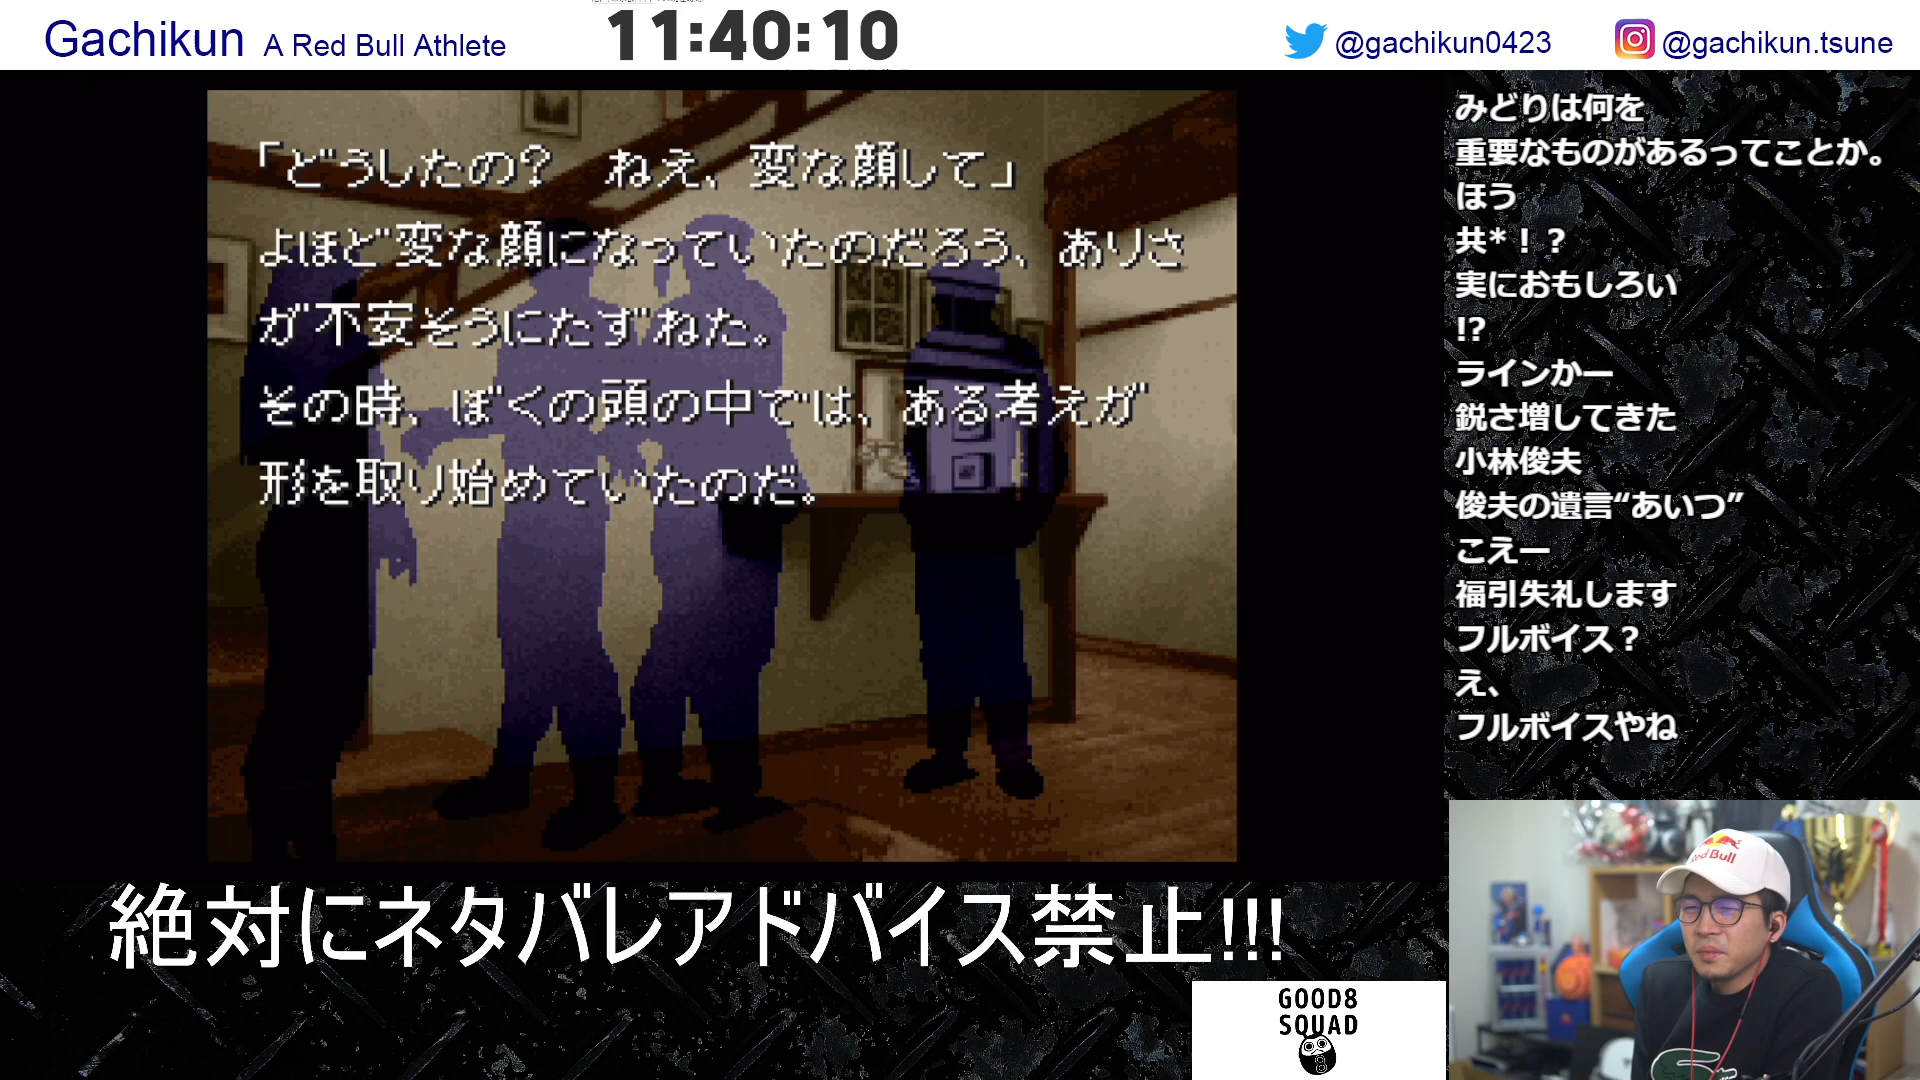 Gachikun A Red Bull Athlete
11:40:10
@gachikun0423
@gachikun.tsune
「どうしたの？　ねえ、変な顔して」
よほど変な顔になっていたのだろう、ありさ
が不安そうにたずねた。
その時、ぼくの頭の中では、ある考えが
形を取り始めていたのだ。
みどりは何を
重要なものがあるってことか。
ほう
共*！？
実におもしろい
!?
ラインかー
鋭さ増してきた
小林俊夫
俊夫の遺言“あいつ”
こえー
福引失礼します
フルボイス？
え、
フルボイスやね
絶対にネタバレアドバイス禁止!!!
GOOD8
SQUAD
Red Bull